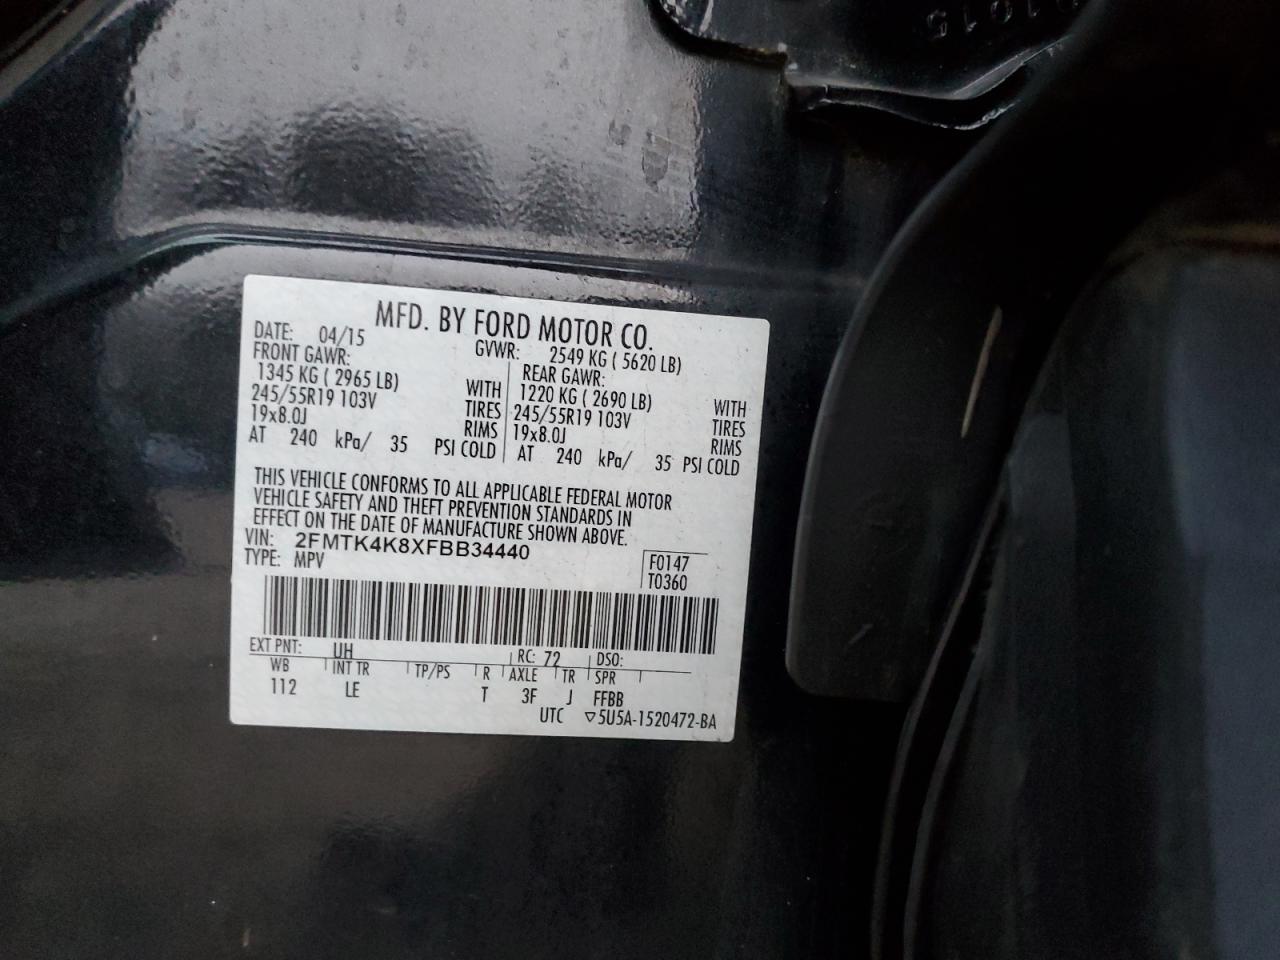 21015
MFD. BY FORD MOTOR CO.
DATE: 04/15 GVWR: 2549 KG ( 5620 LB)
FRONT GAWR: REAR GAWR:
1345 KG ( 2965 LB) WITH 1220 KG ( 2690 LB) WITH
245/55R19 103V TIRES 245/55R19 103V TIRES
19x8.0J RIMS 19x8.0J RIMS
AT 240 kPa/ 35 PSI COLD AT 240 kPa/ 35 PSI COLD
THIS VEHICLE CONFORMS TO ALL APPLICABLE FEDERAL MOTOR
VEHICLE SAFETY AND THEFT PREVENTION STANDARDS IN
EFFECT ON THE DATE OF MANUFACTURE SHOWN ABOVE.
VIN: 2FMTK4K8XFBB34440 F0147
TYPE: MPV T0360
EXT PNT: UH RC: 72 DSO:
WB INT TR TP/PS R AXLE TR SPR
112 LE T 3F J FFBB
UTC ▽5U5A-1520472-BA